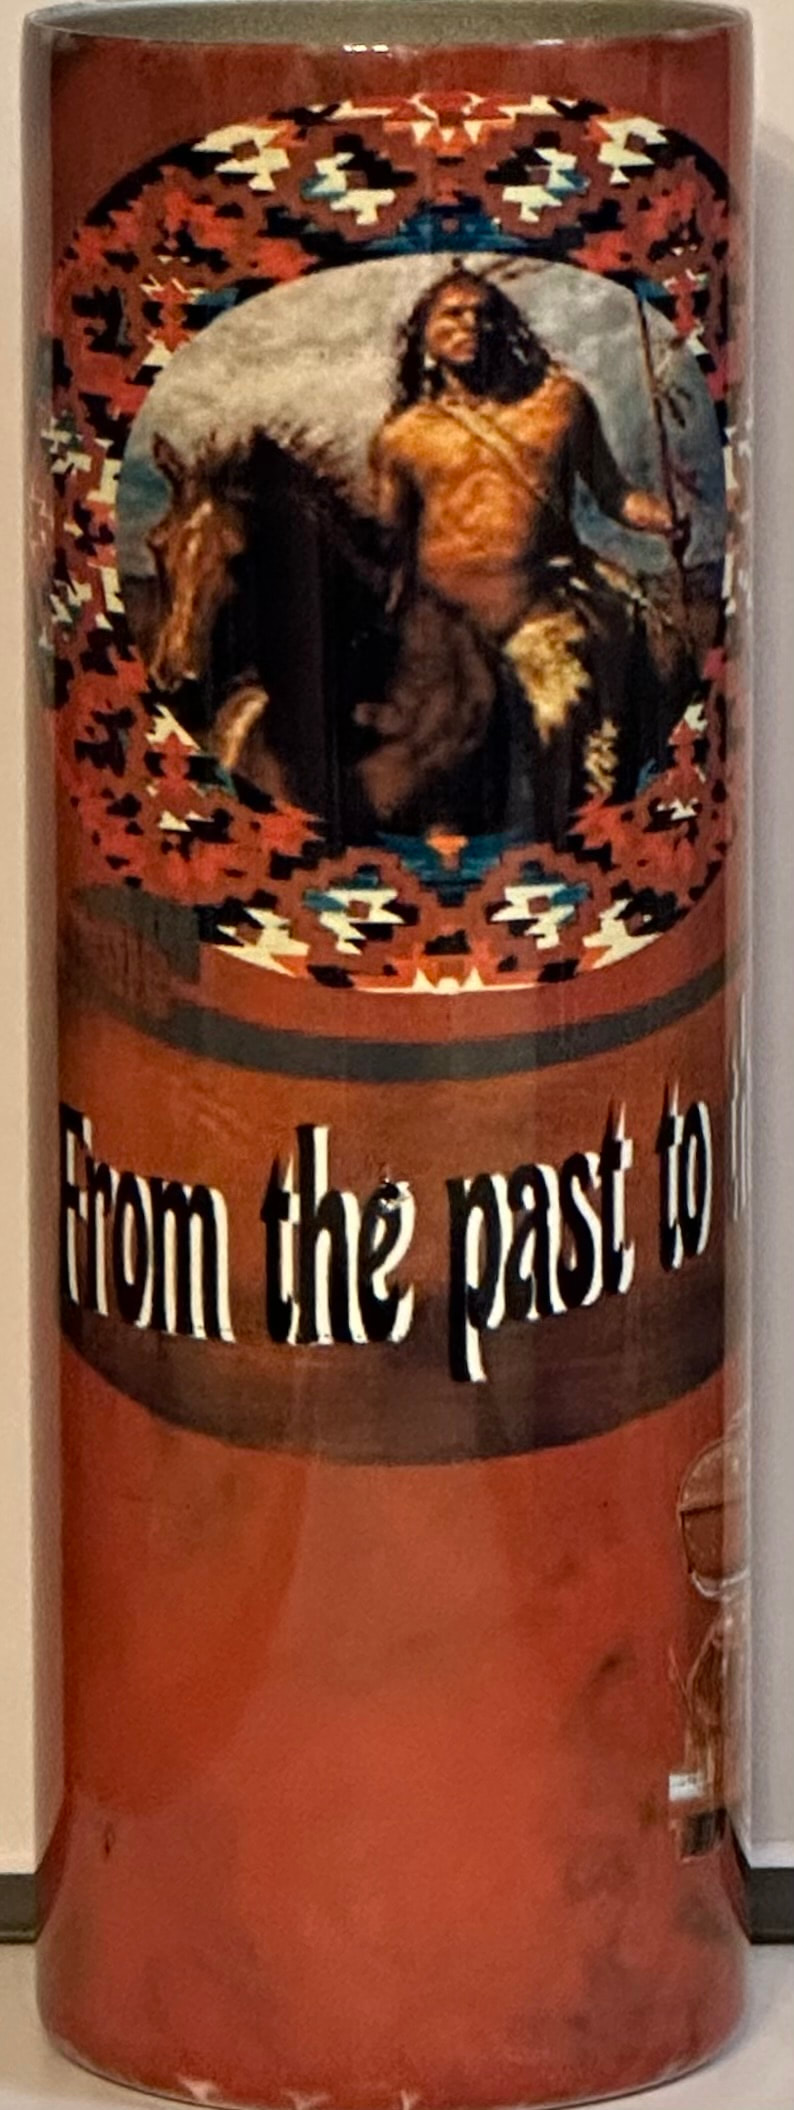 From the past to